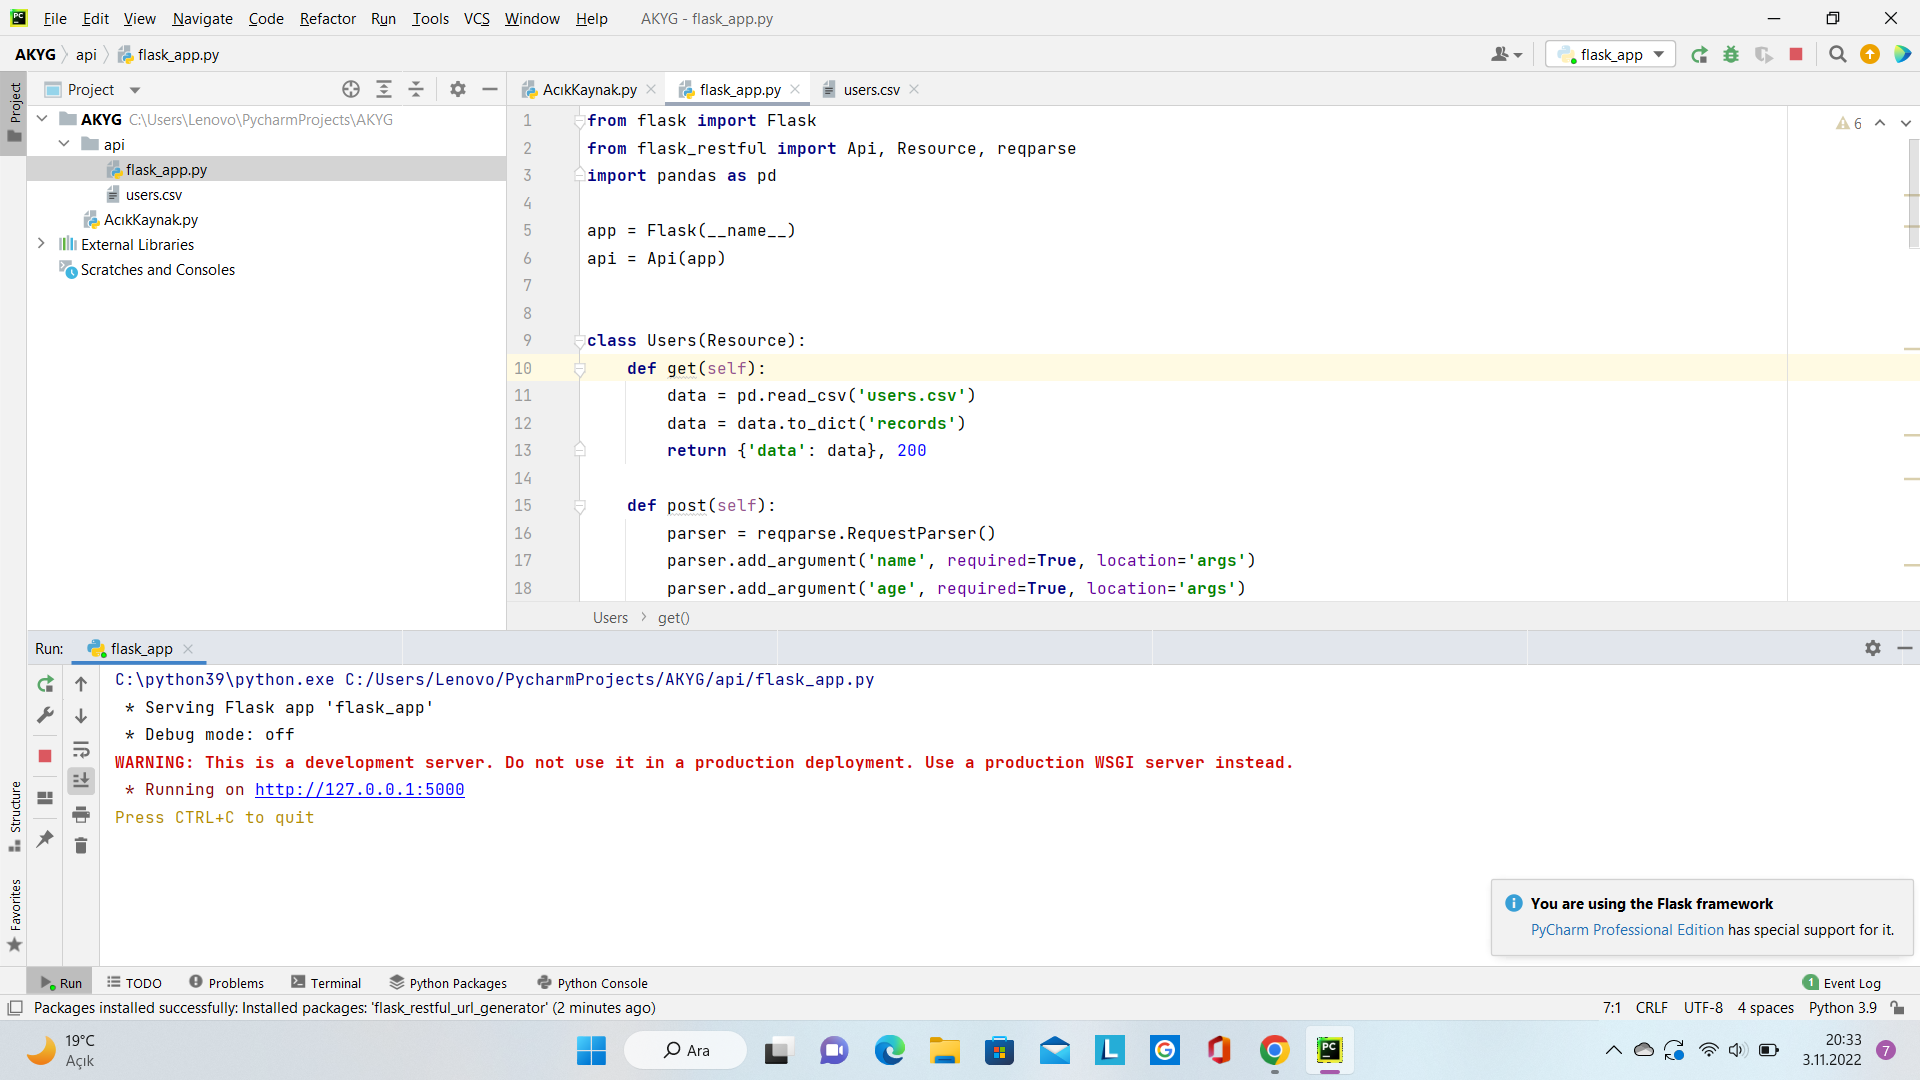 File Edit View Navigate Code Refactor Run Tools VCS Window Help AKYG - flask_app.py
AKYG api flask_app.py
flask_app
Project
AcıkKaynak.py
flask_app.py
users.csv
Project
AKYG C:\Users\Lenovo\PycharmProjects\AKYG
api
flask_app.py
users.csv
AcıkKaynak.py
External Libraries
Scratches and Consoles
6
1 from flask import Flask
2 from flask_restful import Api, Resource, reqparse
3 import pandas as pd
4
5 app = Flask(__name__)
6 api = Api(app)
7
8
9 class Users(Resource):
10 def get(self):
11 data = pd.read_csv('users.csv')
12 data = data.to_dict('records')
13 return {'data': data}, 200
14
15 def post(self):
16 parser = reqparse.RequestParser()
17 parser.add_argument('name', required=True, location='args')
18 parser.add_argument('age', required=True, location='args')
Users get()
Run: flask_app
C:\python39\python.exe C:/Users/Lenovo/PycharmProjects/AKYG/api/flask_app.py
* Serving Flask app 'flask_app'
* Debug mode: off
WARNING: This is a development server. Do not use it in a production deployment. Use a production WSGI server instead.
* Running on http://127.0.0.1:5000
Press CTRL+C to quit
Structure
Favorites
You are using the Flask framework
PyCharm Professional Edition has special support for it.
Run TODO Problems Terminal Python Packages Python Console 1 Event Log
Packages installed successfully: Installed packages: 'flask_restful_url_generator' (2 minutes ago) 7:1 CRLF UTF-8 4 spaces Python 3.9
19°C
Açık
Ara
20:33
3.11.2022
7